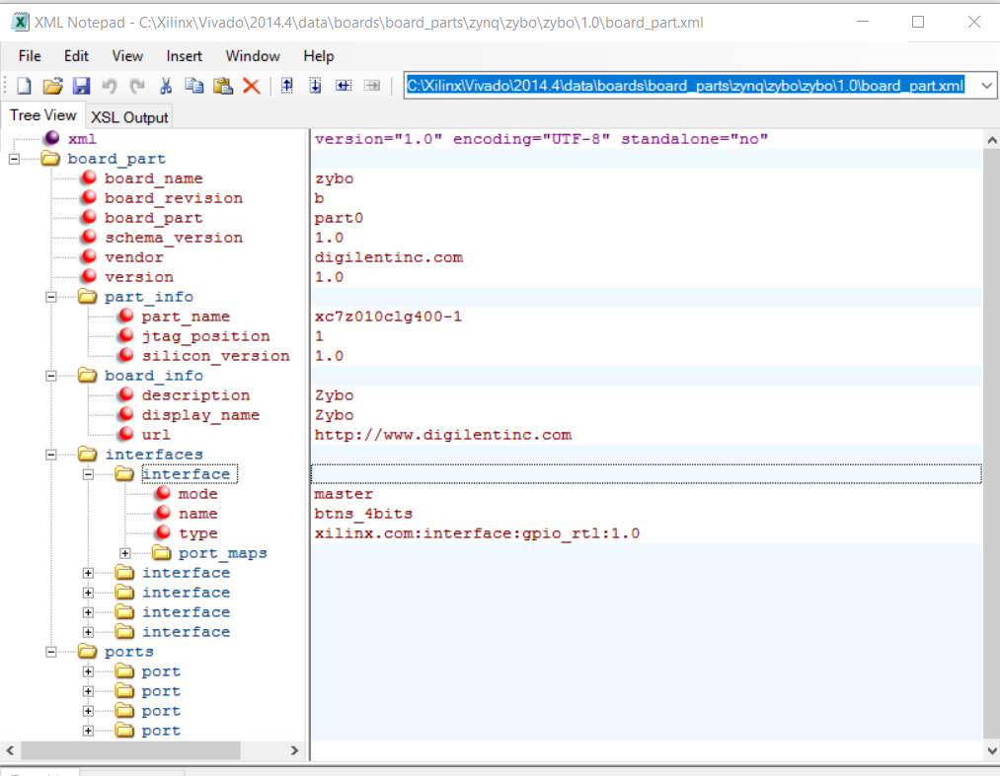 XML Notepad - C:\Xilinx\Vivado\2014.4\data\boards\board_parts\zynq\zybo\zybo\1.0\board_part.xml
File Edit View Insert Window Help
C:\Xilinx\Vivado\2014.4\data\boards\board_parts\zynq\zybo\zybo\1.0\board_part.xml
Tree View XSL Output
xml version="1.0" encoding="UTF-8" standalone="no"
board_part
board_name zybo
board_revision b
board_part part0
schema_version 1.0
vendor digilentinc.com
version 1.0
part_info
part_name xc7z010clg400-1
jtag_position 1
silicon_version 1.0
board_info
description Zybo
display_name Zybo
url http://www.digilentinc.com
interfaces
interface
mode master
name btns_4bits
type xilinx.com:interface:gpio_rtl:1.0
port_maps
interface
interface
interface
interface
ports
port
port
port
port